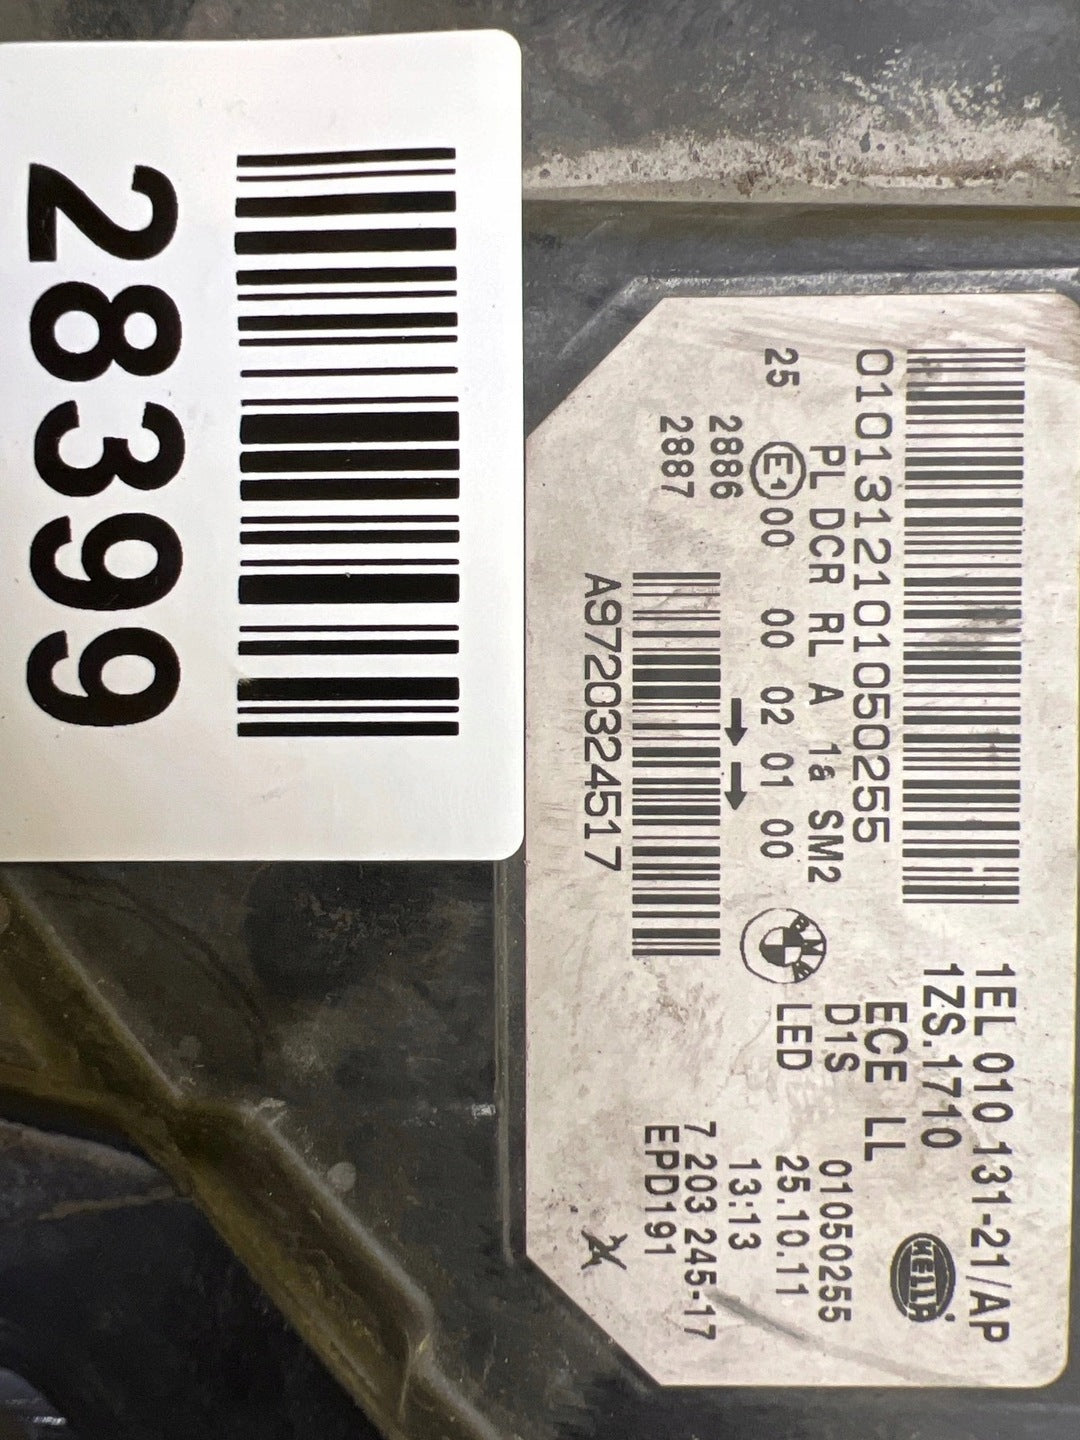 28399
1EL 010 131-21/AP
1ZS.1710
HELLA
0101312101050255
ECE LL
01050255
PL DCR RL A 1a SM2
D1S
25.10.11
25 E1 00 00 02 01 00
BMW
LED
13:13
2886
2887
7 203 245-17
EPD191
A9720324517